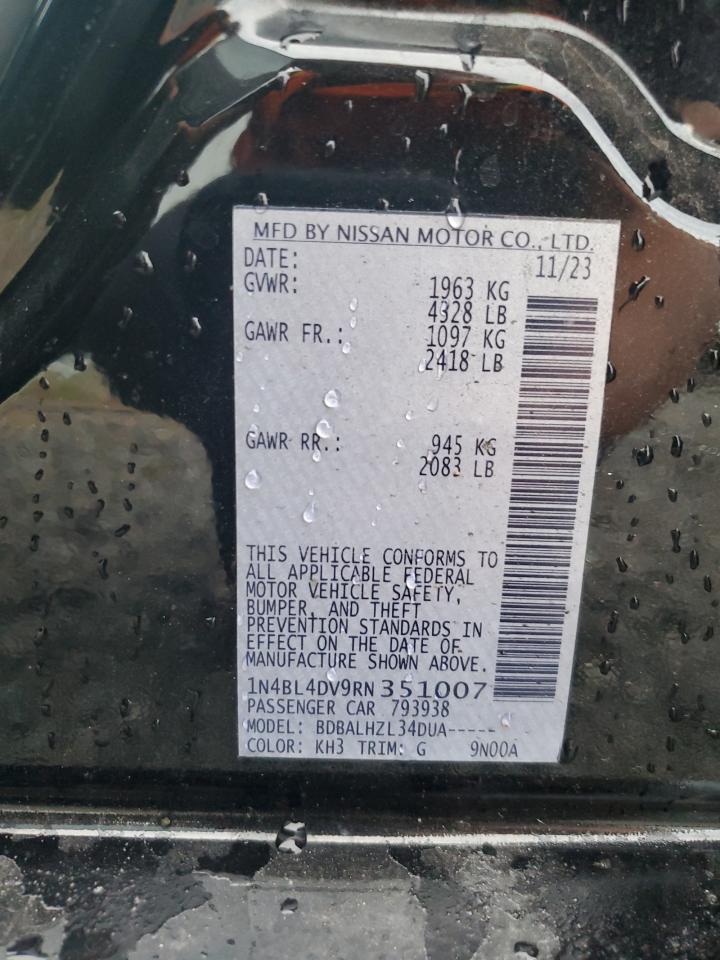 MFD BY NISSAN MOTOR CO., LTD.
DATE: 11/23
GVWR: 1963 KG
4328 LB
GAWR FR.: 1097 KG
2418 LB
GAWR RR.: 945 KG
2083 LB
THIS VEHICLE CONFORMS TO
ALL APPLICABLE FEDERAL
MOTOR VEHICLE SAFETY,
BUMPER, AND THEFT
PREVENTION STANDARDS IN
EFFECT ON THE DATE OF
MANUFACTURE SHOWN ABOVE.
1N4BL4DV9RN351007
PASSENGER CAR 793938
MODEL: BDBALHZL34DUA-----
COLOR: KH3 TRIM: G 9N00A